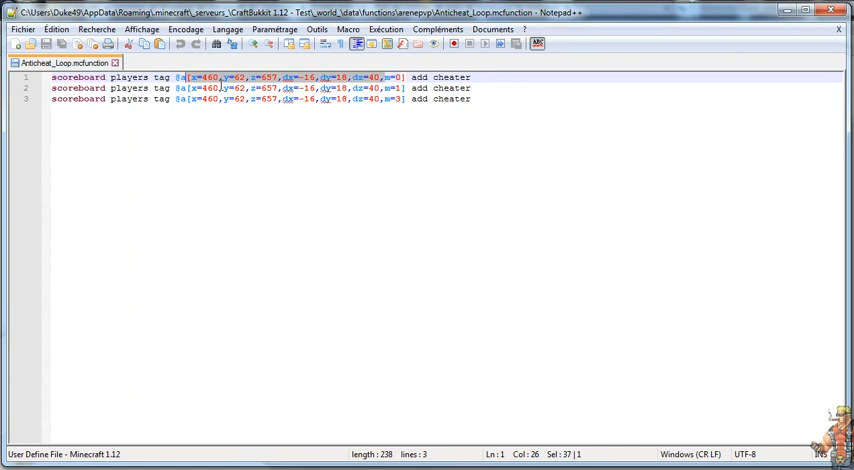 C:\Users\Duke49\AppData\Roaming\.minecraft\_serveurs_\CraftBukkit 1.12 - Test\_world_\data\functions\arenepvp\Anticheat_Loop.mcfunction - Notepad++
Fichier Édition Recherche Affichage Encodage Langage Paramétrage Outils Macro Exécution Compléments Documents ? X
Anticheat_Loop.mcfunction
1 scoreboard players tag @a[x=460,y=62,z=657,dx=-16,dy=18,dz=40,m=0] add cheater
2 scoreboard players tag @a[x=460,y=62,z=657,dx=-16,dy=18,dz=40,m=1] add cheater
3 scoreboard players tag @a[x=460,y=62,z=657,dx=-16,dy=18,dz=40,m=3] add cheater
User Define File - Minecraft 1.12 length : 238 lines : 3 Ln : 1 Col : 26 Sel : 37 | 1 Windows (CR LF) UTF-8 INS